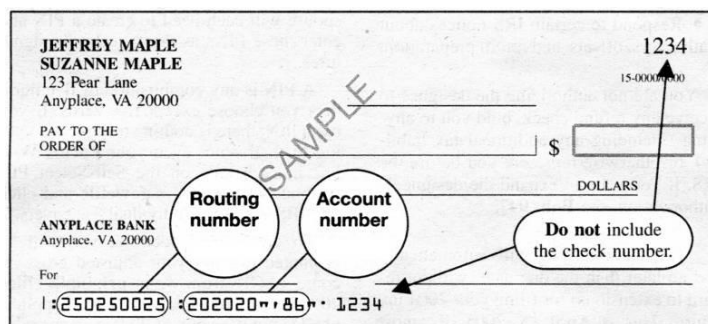 JEFFREY MAPLE
SUZANNE MAPLE
123 Pear Lane
Anyplace, VA 20000
1234
15-0000/0000
PAY TO THE
ORDER OF
$
SAMPLE
DOLLARS
Routing
number
Account
number
ANYPLACE BANK
Anyplace, VA 20000
Do not include
the check number.
For
|:250250025|:202020"'86". 1234